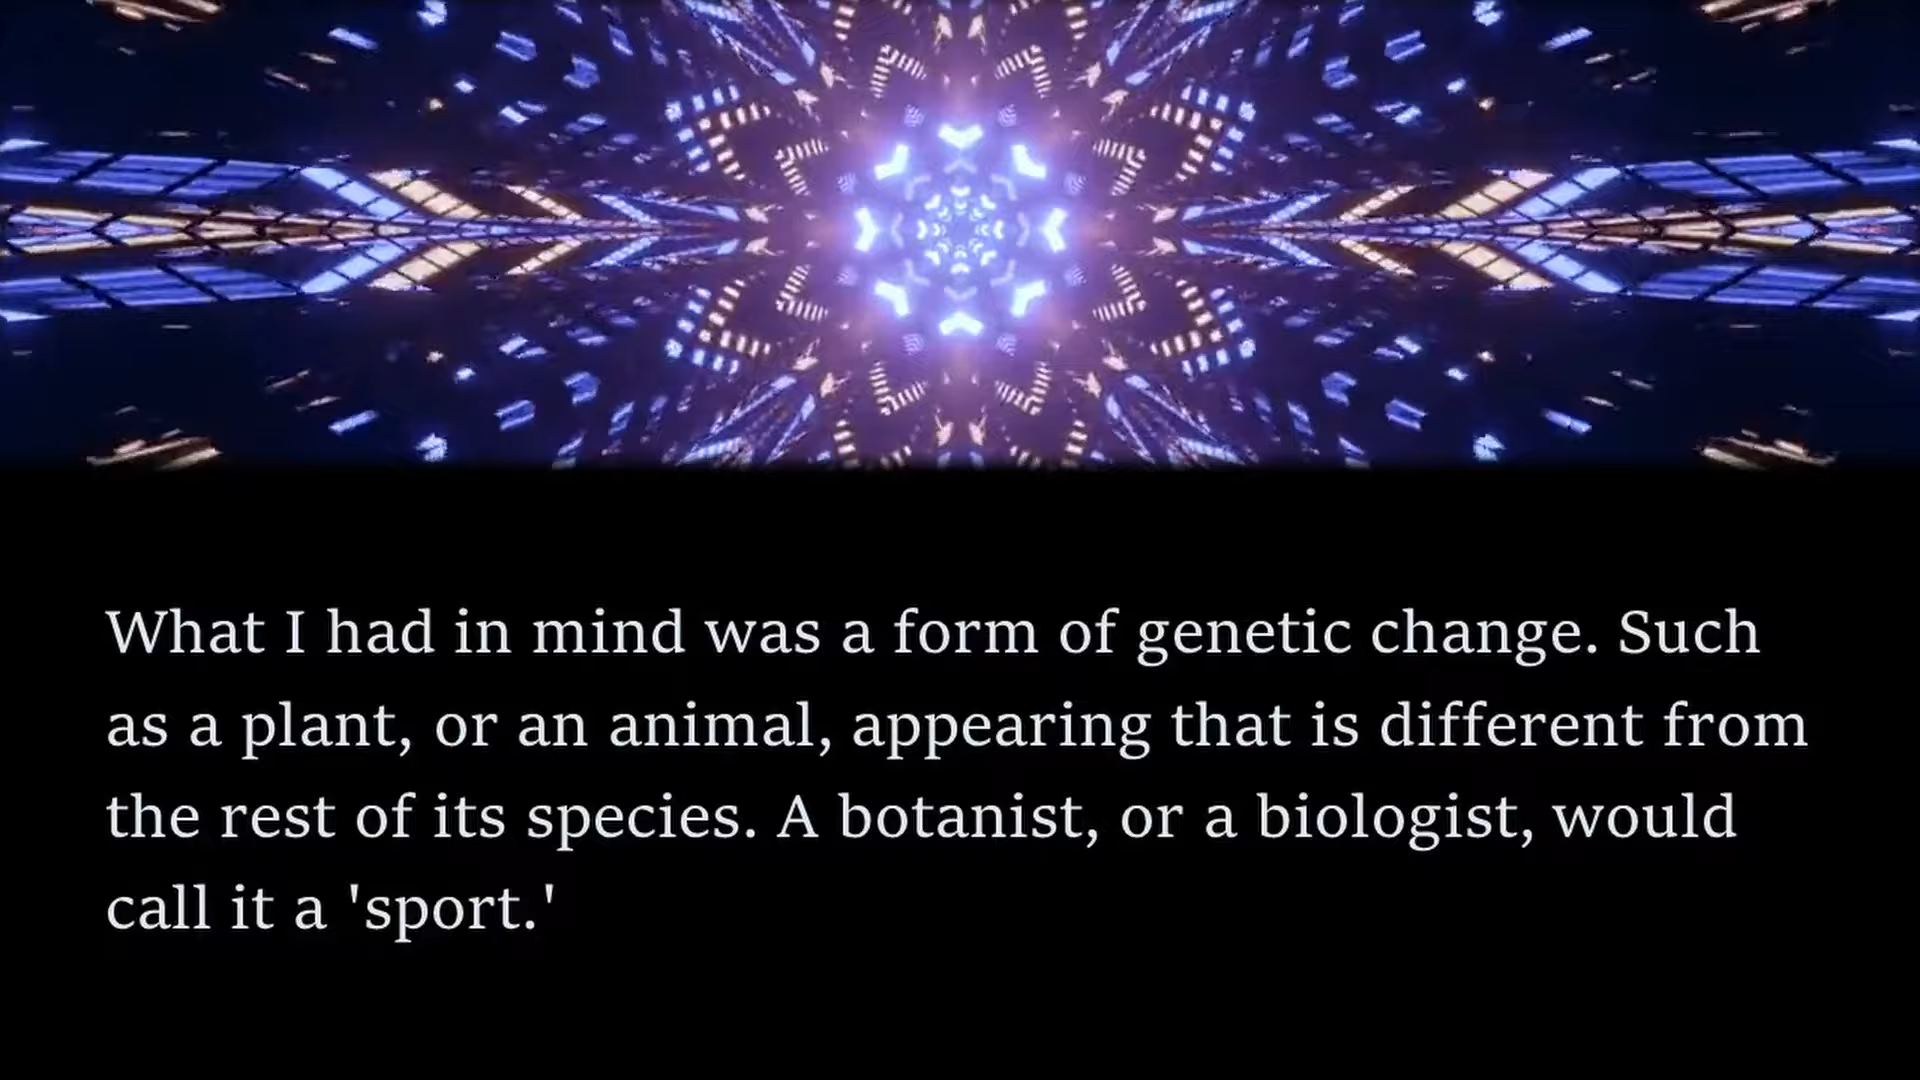 What I had in mind was a form of genetic change. Such
as a plant, or an animal, appearing that is different from
the rest of its species. A botanist, or a biologist, would
call it a 'sport.'